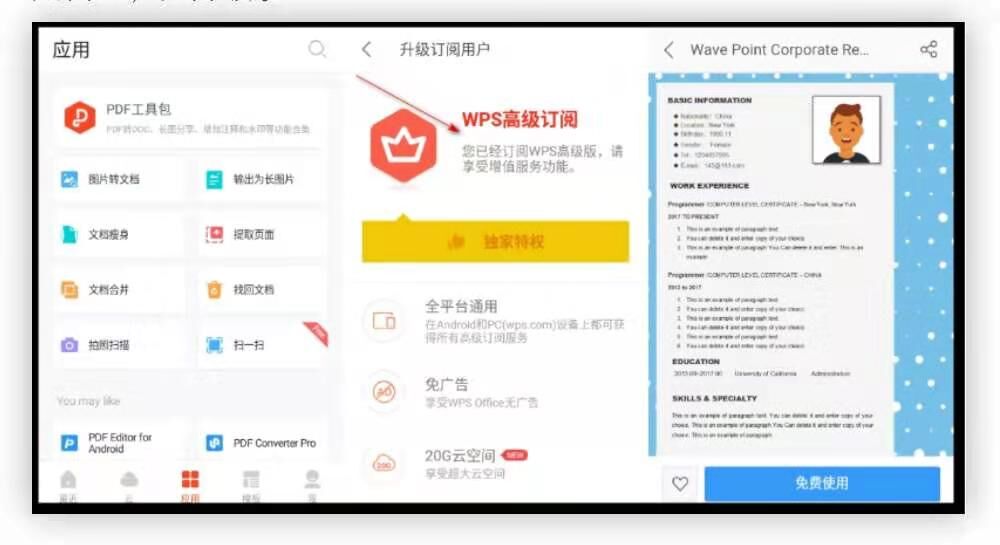 应用
PDF工具包
PDF转DOC、长图分享、增加注释和水印等功能合集
图片转文档
输出为长图片
文档瘦身
提取页面
文档合并
找回文档
拍照扫描
扫一扫
Free
You may like
PDF Editor for
Android
PDF Converter Pro
最近
云
应用
模板
我
升级订阅用户
WPS高级订阅
您已经订阅WPS高级版，请
享受增值服务功能。
独家特权
全平台通用
在Android和PC(wps.com)设备上都可获
得所有高级订阅服务
AD
免广告
享受WPS Office无广告
20G
20G云空间 NEW
享受超大云空间
Wave Point Corporate Re...
BASIC INFORMATION
Nationality: China
Location: New York
Birthday: 1990.11
Gender: Female
WORK EXPERIENCE
Programmer /COMPUTER LEVEL CERTIFICATE – New York, New York
2017 TO PRESENT
1. This is an example of paragraph text.
2. You can delete it and enter copy of your choice.
3. This is an example of paragraph You Can delete it and enter. This is an
example
Programmer /COMPUTER LEVEL CERTIFICATE – CHINA
2012 to 2017
1. This is an example of paragraph text.
2. You can delete it and enter copy of your choice.
3. This is an example of paragraph text.
4. You can delete it and enter copy of your choice.
5. This is an example of paragraph text.
6. You can delete it and enter copy of your choice.
EDUCATION
University of California Administration
SKILLS & SPECIALTY
This is an example of paragraph text. You can delete it and enter copy of your
choice. This is an example of paragraph You Can delete it and enter copy of your
choice. This is an example of paragraph
免费使用